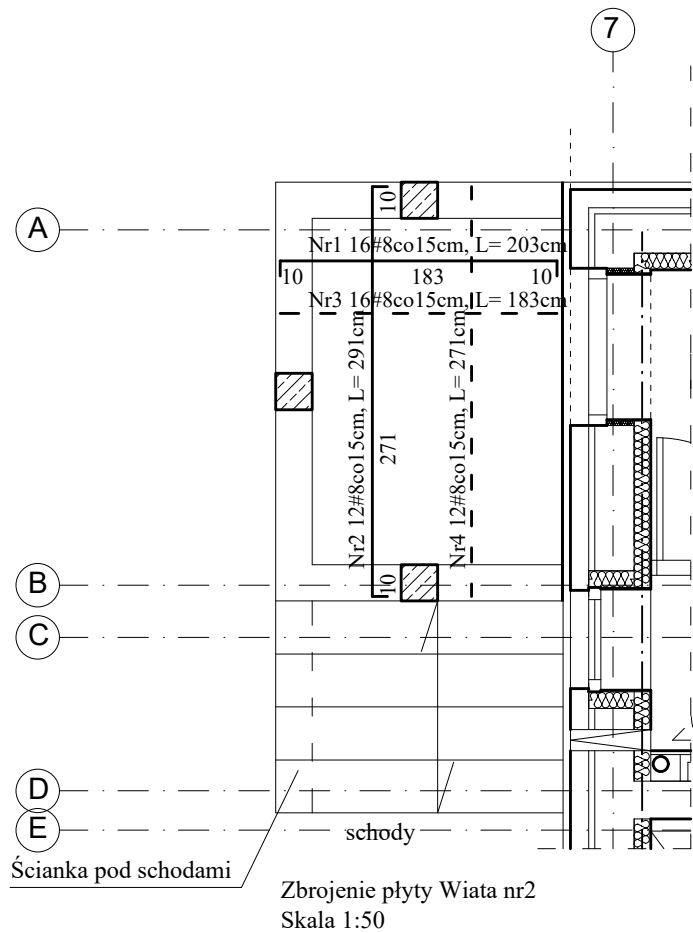 7
A
10
Nr1 16#8co15cm, L= 203cm
10 183 10
Nr3 16#8co15cm, L= 183cm
Nr2 12#8co15cm, L= 291cm
271
Nr4 12#8co15cm, L= 271cm
10
B
C
D
E
schody
Ścianka pod schodami
Zbrojenie płyty Wiata nr2
Skala 1:50